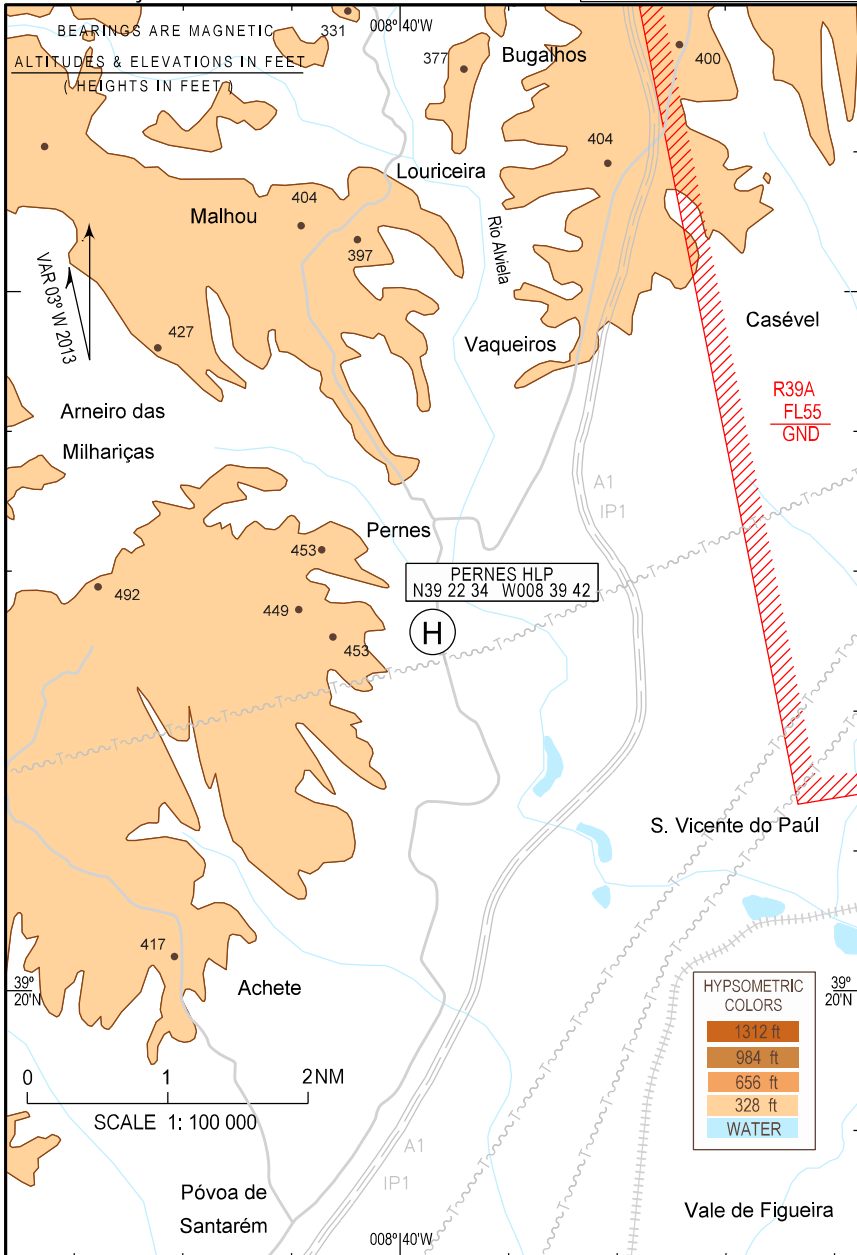 BEARINGS ARE MAGNETIC
ALTITUDES & ELEVATIONS IN FEET
( HEIGHTS IN FEET )
331
008º40'W
377
Bugalhos
400
404
Louriceira
Malhou
404
397
Rio Alviela
VAR 03º W 2013
427
Vaqueiros
Casével
R39A
FL55
GND
Arneiro das
Milhariças
A1
IP1
Pernes
453
PERNES HLP
N39 22 34 W008 39 42
492
449
H
453
S. Vicente do Paúl
417
Achete
39º
20'N
39º
20'N
HYPSOMETRIC
COLORS
1312 ft
984 ft
656 ft
328 ft
WATER
0 1 2 NM
SCALE 1: 100 000
A1
IP1
Póvoa de
Santarém
Vale de Figueira
008º40'W